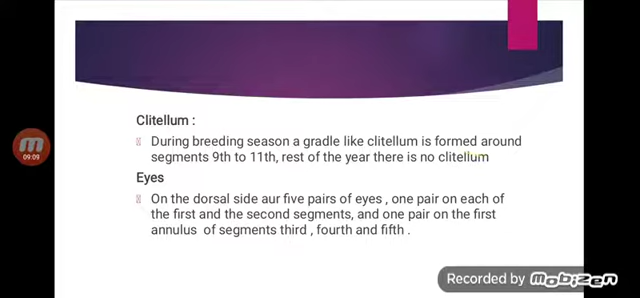 Clitellum :
During breeding season a gradle like clitellum is formed around
segments 9th to 11th, rest of the year there is no clitellum
Eyes
On the dorsal side aur five pairs of eyes , one pair on each of
the first and the second segments, and one pair on the first
annulus of segments third , fourth and fifth .
09:09
Recorded by mobizen